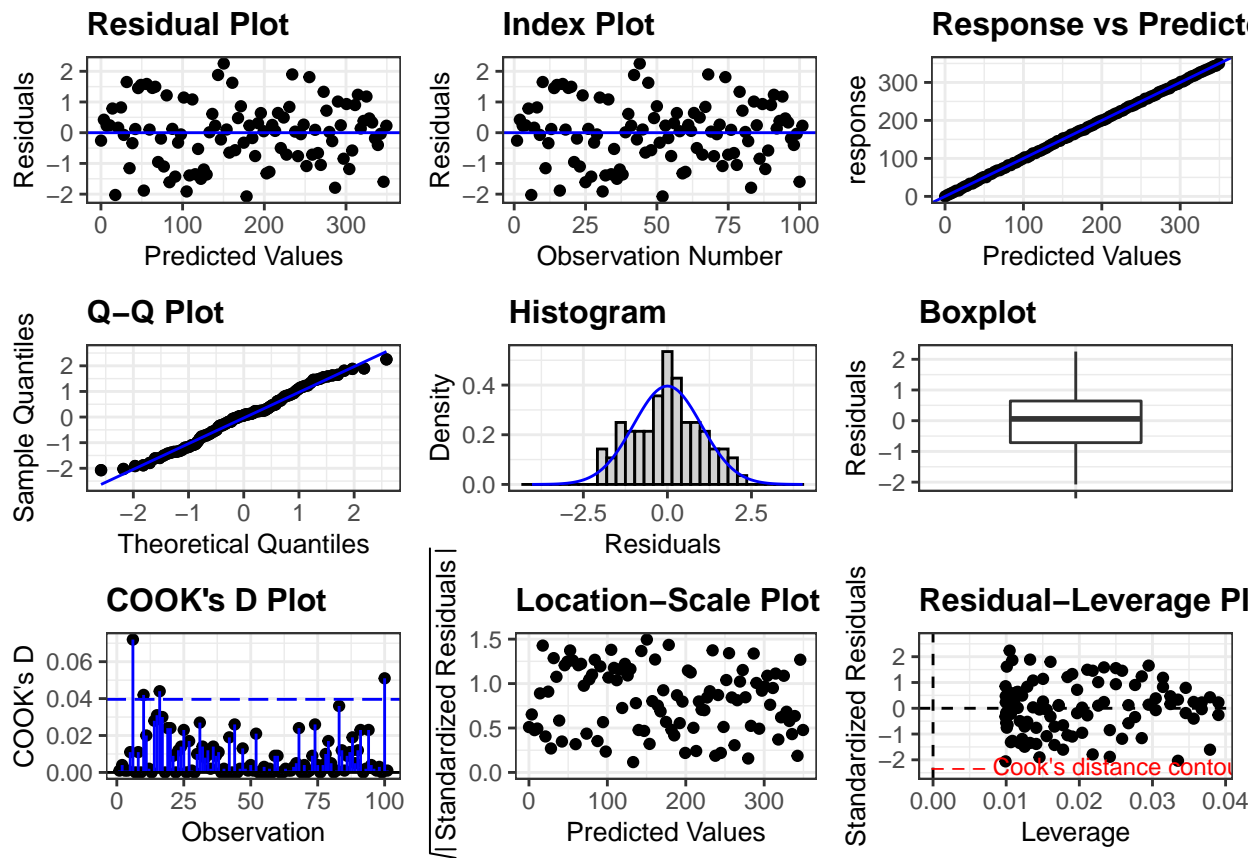 Residual Plot
Residuals
2
1
0
−1
−2
0 100 200 300
Predicted Values
Index Plot
Residuals
2
1
0
−1
−2
0 25 50 75 100
Observation Number
Response vs Predicte
response
300
200
100
0
0 100 200 300
Predicted Values
Q−Q Plot
Sample Quantiles
2
1
0
−1
−2
−2 −1 0 1 2
Theoretical Quantiles
Histogram
Density
0.4
0.2
0.0
−2.5 0.0 2.5
Residuals
Boxplot
Residuals
2
1
0
−1
−2
COOK's D Plot
COOK's D
0.06
0.04
0.02
0.00
0 25 50 75 100
Observation
Location−Scale Plot
√|Standardized Residuals|
1.5
1.0
0.5
0.0
0 100 200 300
Predicted Values
Residual−Leverage Pl
Standardized Residuals
2
1
0
−1
−2
Cook's distance contou
0.00 0.01 0.02 0.03 0.04
Leverage